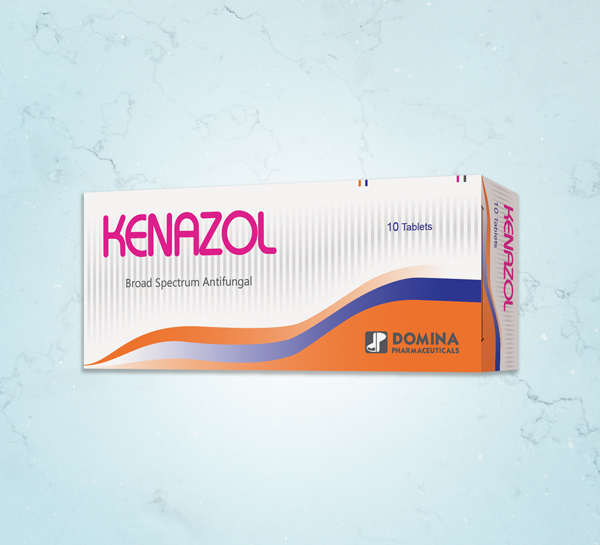 KENAZOL
Broad Spectrum Antifungal
10 Tablets
DOMINA
PHARMACEUTICALS
KENAZOL
10 Tablets